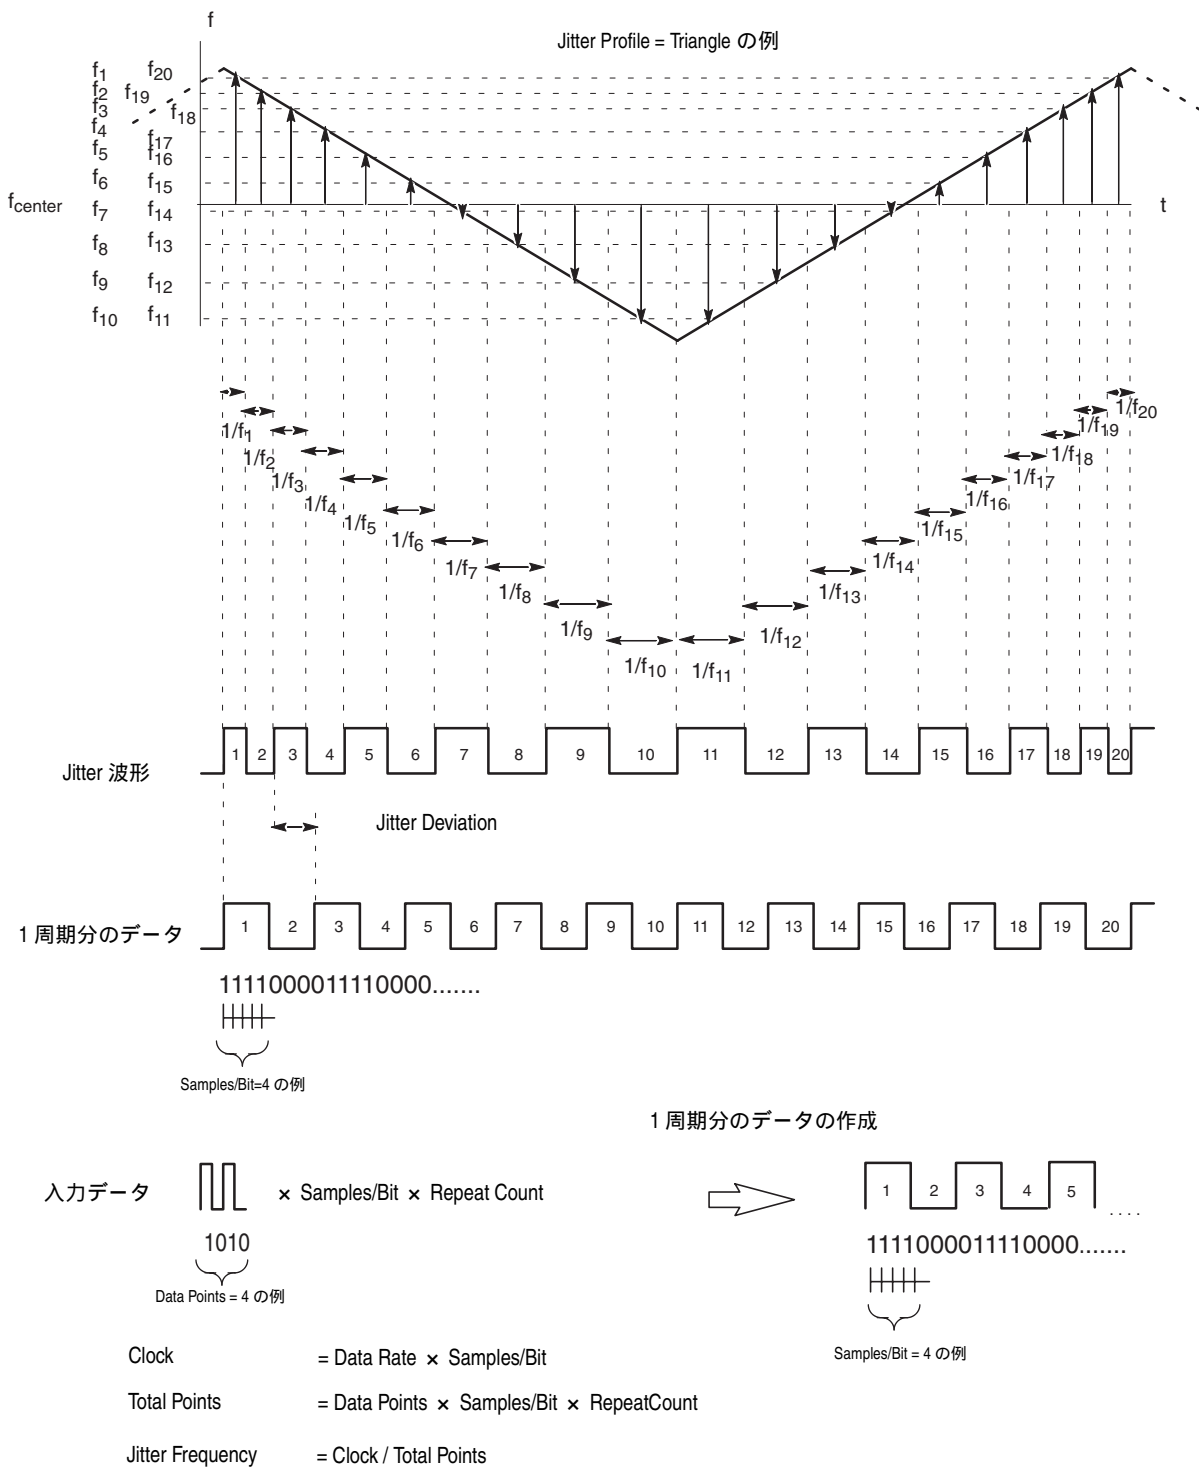 f
Jitter Profile = Triangle の例
f1 f20
f2 f19
f3 f18
f4 f17
f5 f16
f6 f15
fcenter f7 f14 t
f8 f13
f9 f12
f10 f11
1/f1 1/f20
1/f2 1/f19
1/f3 1/f18
1/f4 1/f17
1/f5 1/f16
1/f6 1/f15
1/f7 1/f14
1/f8 1/f13
1/f9 1/f12
1/f10 1/f11
Jitter 波形 1 2 3 4 5 6 7 8 9 10 11 12 13 14 15 16 17 18 19 20
Jitter Deviation
1 周期分のデータ 1 2 3 4 5 6 7 8 9 10 11 12 13 14 15 16 17 18 19 20
1111000011110000.......
Samples/Bit=4 の例
1 周期分のデータの作成
入力データ × Samples/Bit × Repeat Count 1 2 3 4 5 ....
1010 1111000011110000.......
Data Points = 4 の例
Samples/Bit = 4 の例
Clock = Data Rate × Samples/Bit
Total Points = Data Points × Samples/Bit × RepeatCount
Jitter Frequency = Clock / Total Points